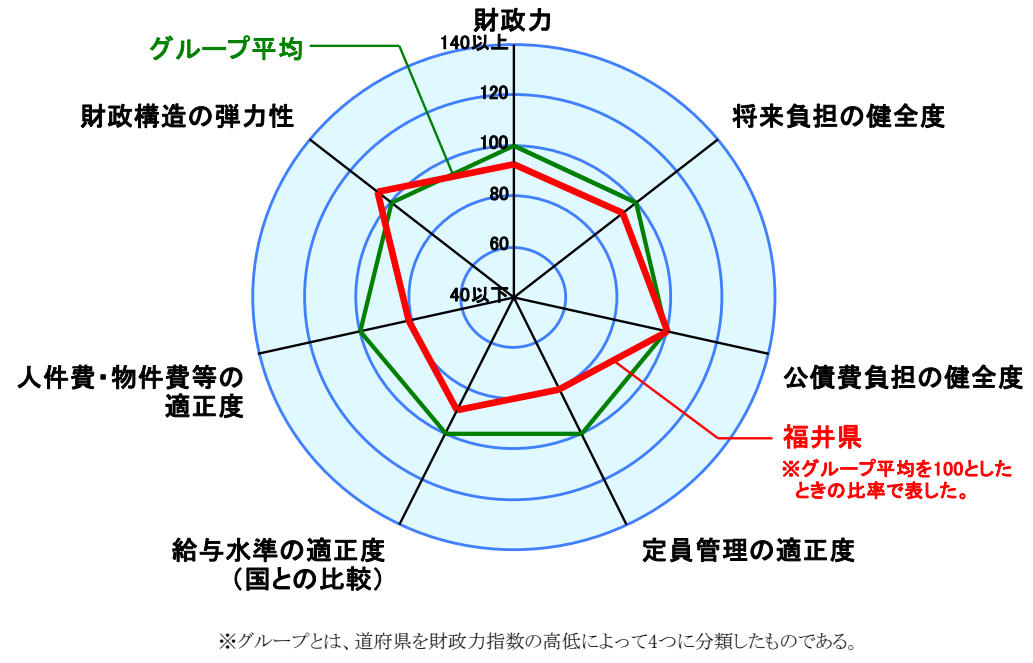 財政力
140以上
グループ平均
120
財政構造の弾力性
将来負担の健全度
100
80
60
40以下
人件費・物件費等の
適正度
公債費負担の健全度
福井県
※グループ平均を100とした
ときの比率で表した。
給与水準の適正度
（国との比較）
定員管理の適正度
※グループとは、道府県を財政力指数の高低によって4つに分類したものである。